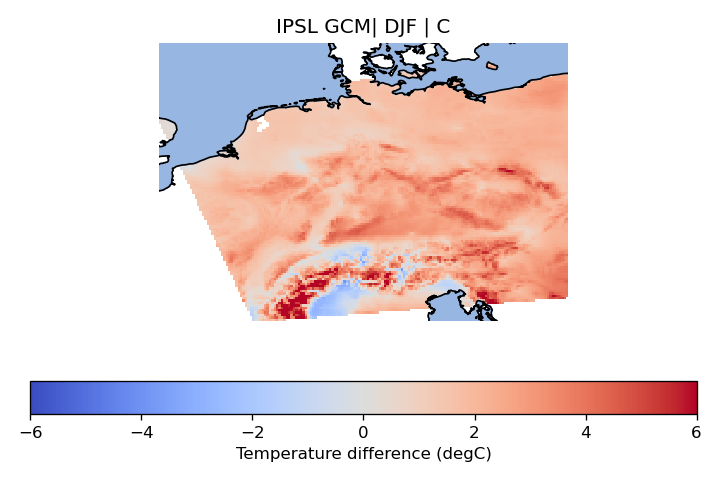 IPSL GCM| DJF | C
−6 −4 −2 0 2 4 6
Temperature difference (degC)